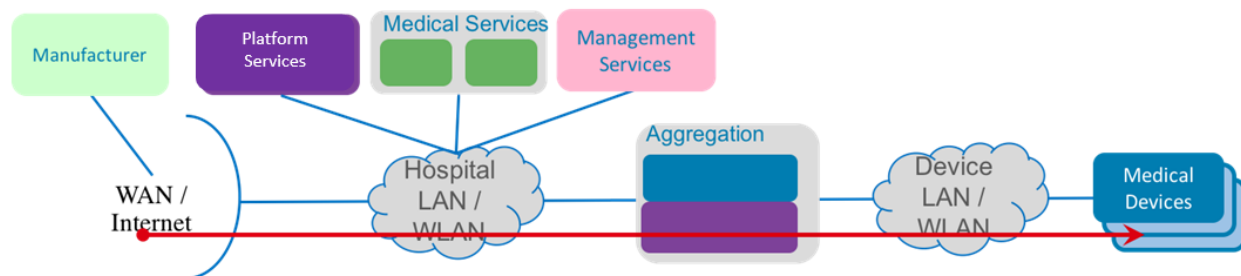 Manufacturer
Platform
Services
Medical Services
Management
Services
WAN /
Internet
Hospital
LAN /
WLAN
Aggregation
Device
LAN /
WLAN
Medical
Devices